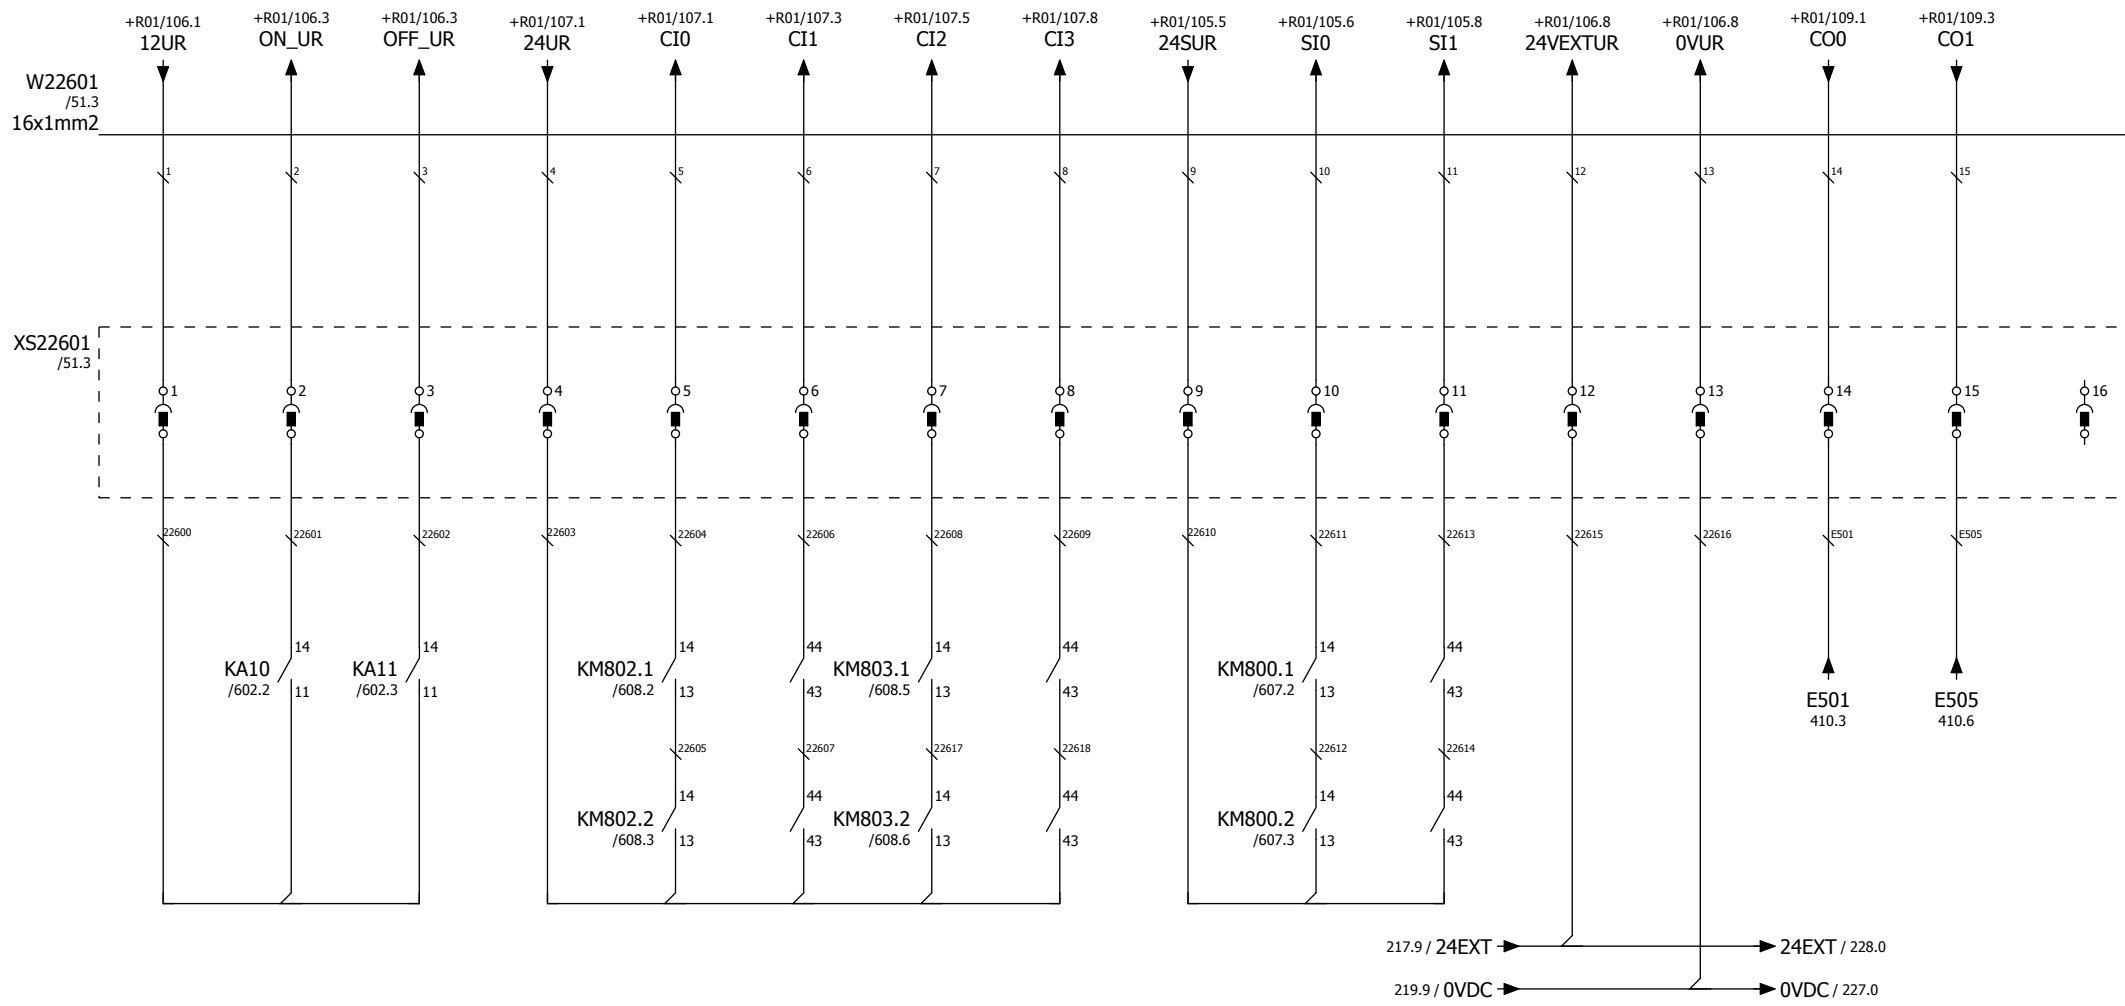 +R01/106.1 +R01/106.3 +R01/106.3 +R01/107.1 +R01/107.1 +R01/107.3 +R01/107.5 +R01/107.8 +R01/105.5 +R01/105.6 +R01/105.8 +R01/106.8 +R01/106.8 +R01/109.1 +R01/109.3
12UR ON_UR OFF_UR 24UR CI0 CI1 CI2 CI3 24SUR SI0 SI1 24VEXTUR 0VUR CO0 CO1
W22601
/51.3
16x1mm2
1 2 3 4 5 6 7 8 9 10 11 12 13 14 15
XS22601
/51.3
1 2 3 4 5 6 7 8 9 10 11 12 13 14 15 16
22600 22601 22602 22603 22604 22606 22608 22609 22610 22611 22613 22615 22616 E501 E505
14 14 14 44 14 44 14 44
KA10 KA11 KM802.1 KM803.1 KM800.1
/602.2 11 /602.3 11 /608.2 13 43 /608.5 13 43 /607.2 13 43
E501 E505
410.3 410.6
22605 22607 22617 22618 22612 22614
14 44 14 44 14 44
KM802.2 KM803.2 KM800.2
/608.3 13 43 /608.6 13 43 /607.3 13 43
217.9 / 24EXT 24EXT / 228.0
219.9 / 0VDC 0VDC / 227.0